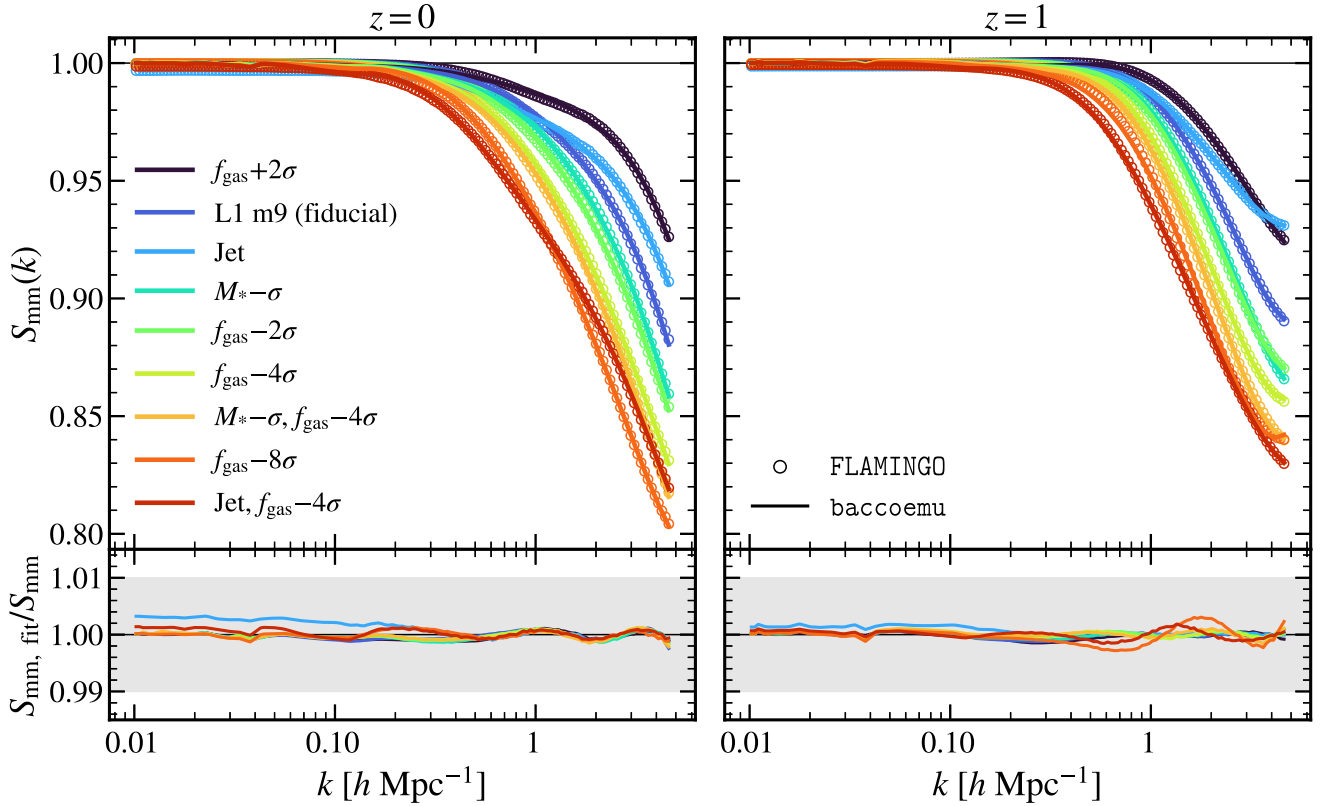 z = 0
z = 1
1.00
0.95
0.90
0.85
0.80
S_mm(k)
f_gas+2σ
L1 m9 (fiducial)
Jet
M_*−σ
f_gas−2σ
f_gas−4σ
M_*−σ, f_gas−4σ
f_gas−8σ
Jet, f_gas−4σ
FLAMINGO
baccoemu
1.01
1.00
0.99
S_mm, fit/S_mm
0.01
0.10
1
0.01
0.10
1
k [h Mpc⁻¹]
k [h Mpc⁻¹]